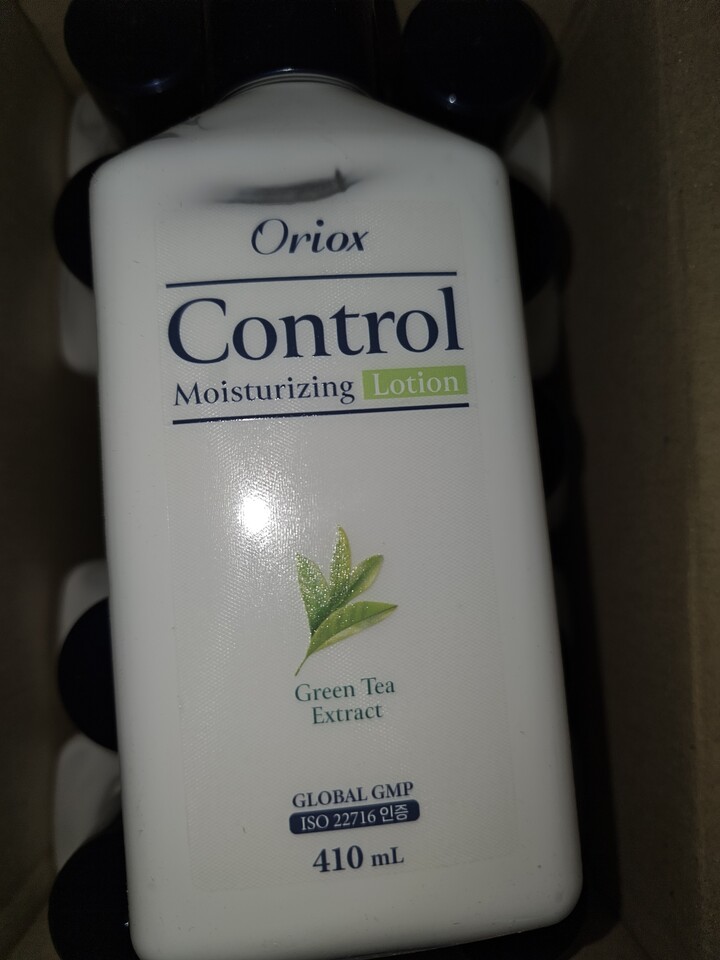 Oriox
Control
Moisturizing Lotion
Green Tea
Extract
GLOBAL GMP
ISO 22716 인증
410 mL